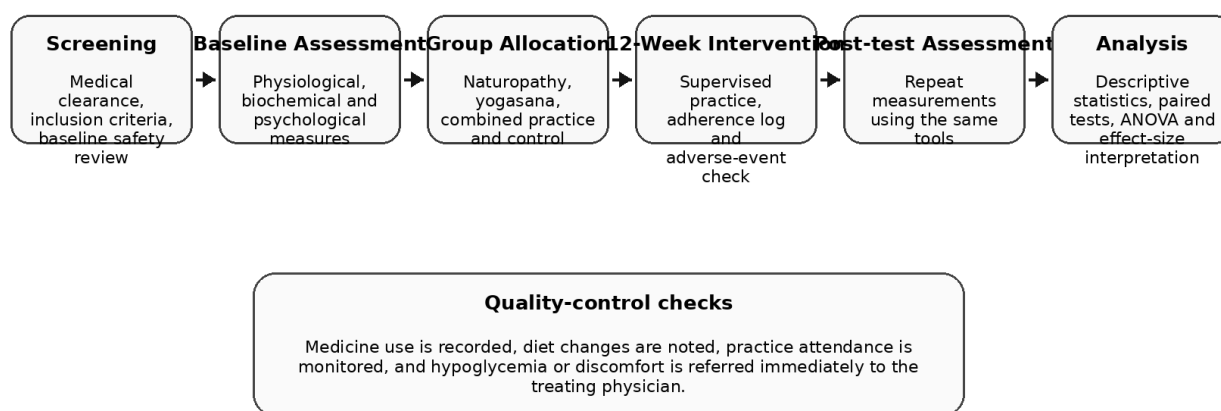 Screening
Medical
clearance,
inclusion criteria,
baseline safety
review
Baseline Assessment
Physiological,
biochemical and
psychological
measures
Group Allocation
Naturopathy,
yogasana,
combined practice
and control
12-Week Intervention
Supervised
practice,
adherence log
and
adverse-event
check
Post-test Assessment
Repeat
measurements
using the same
tools
Analysis
Descriptive
statistics, paired
tests, ANOVA and
effect-size
interpretation
Quality-control checks
Medicine use is recorded, diet changes are noted, practice attendance is
monitored, and hypoglycemia or discomfort is referred immediately to the
treating physician.